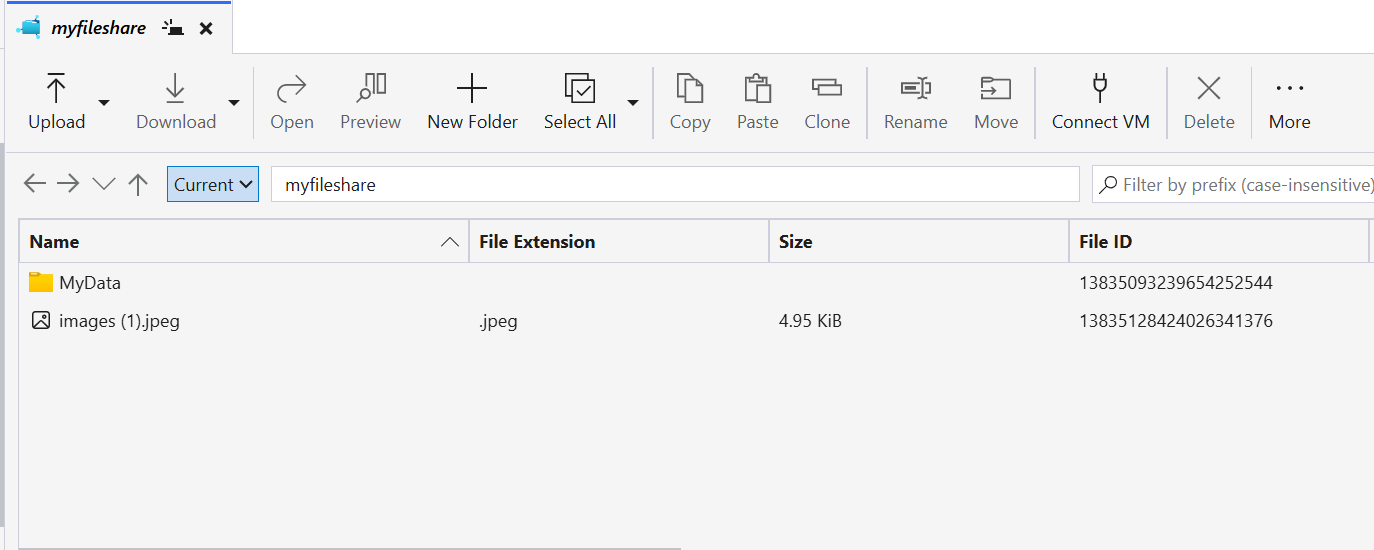 myfileshare
Upload Download Open Preview New Folder Select All Copy Paste Clone Rename Move Connect VM Delete More
Current myfileshare Filter by prefix (case-insensitive)
Name File Extension Size File ID
MyData 13835093239654252544
images (1).jpeg .jpeg 4.95 KiB 13835128424026341376